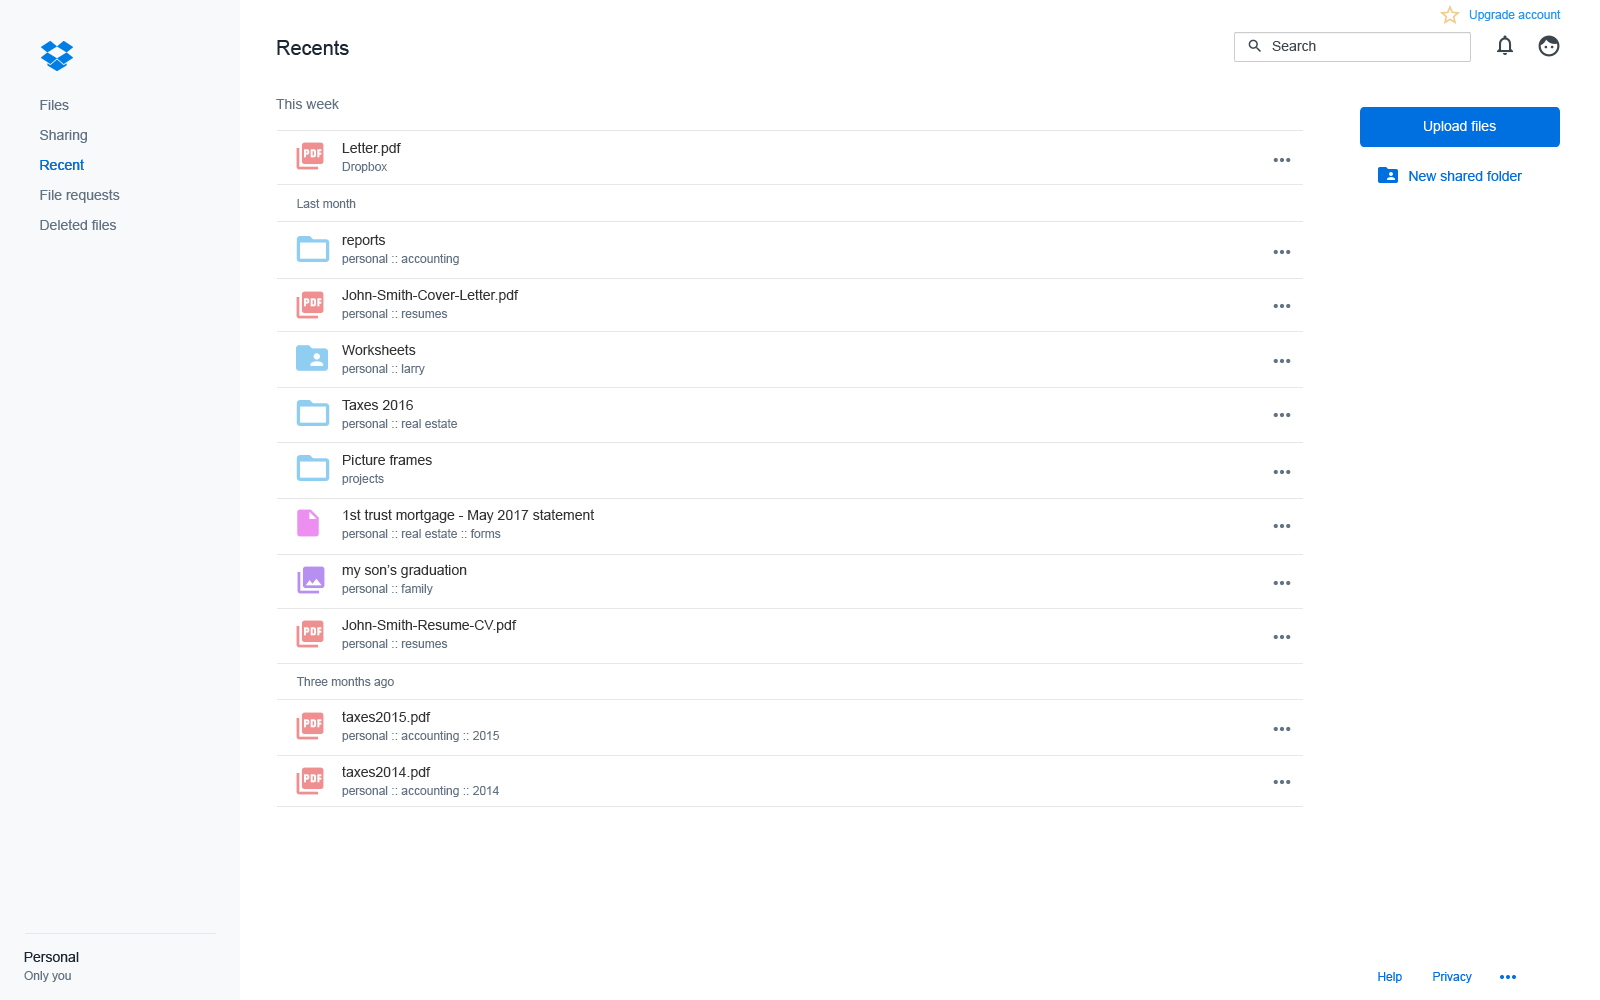 Upgrade account
Recents
Search
Files
Sharing
Recent
File requests
Deleted files
This week
Upload files
New shared folder
PDF
Letter.pdf
Dropbox
Last month
reports
personal :: accounting
PDF
John-Smith-Cover-Letter.pdf
personal :: resumes
Worksheets
personal :: larry
Taxes 2016
personal :: real estate
Picture frames
projects
1st trust mortgage - May 2017 statement
personal :: real estate :: forms
my son's graduation
personal :: family
PDF
John-Smith-Resume-CV.pdf
personal :: resumes
Three months ago
PDF
taxes2015.pdf
personal :: accounting :: 2015
PDF
taxes2014.pdf
personal :: accounting :: 2014
Personal
Only you
Help Privacy